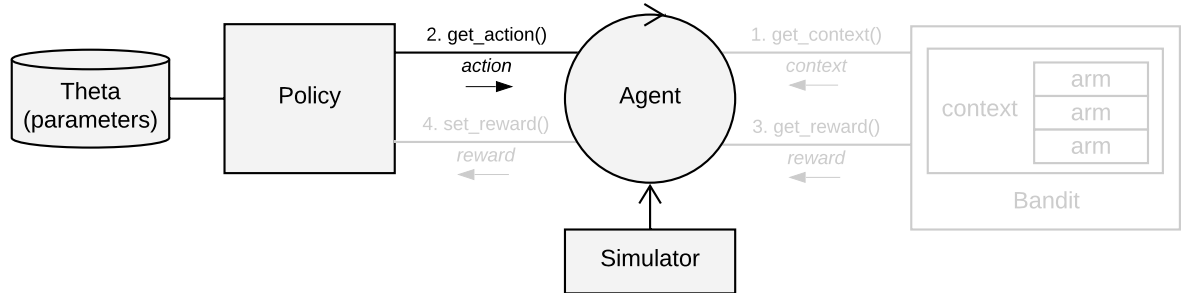 Theta
(parameters)
Policy
2. get_action()
action
4. set_reward()
reward
Agent
1. get_context()
context
3. get_reward()
reward
context
arm
arm
arm
Bandit
Simulator